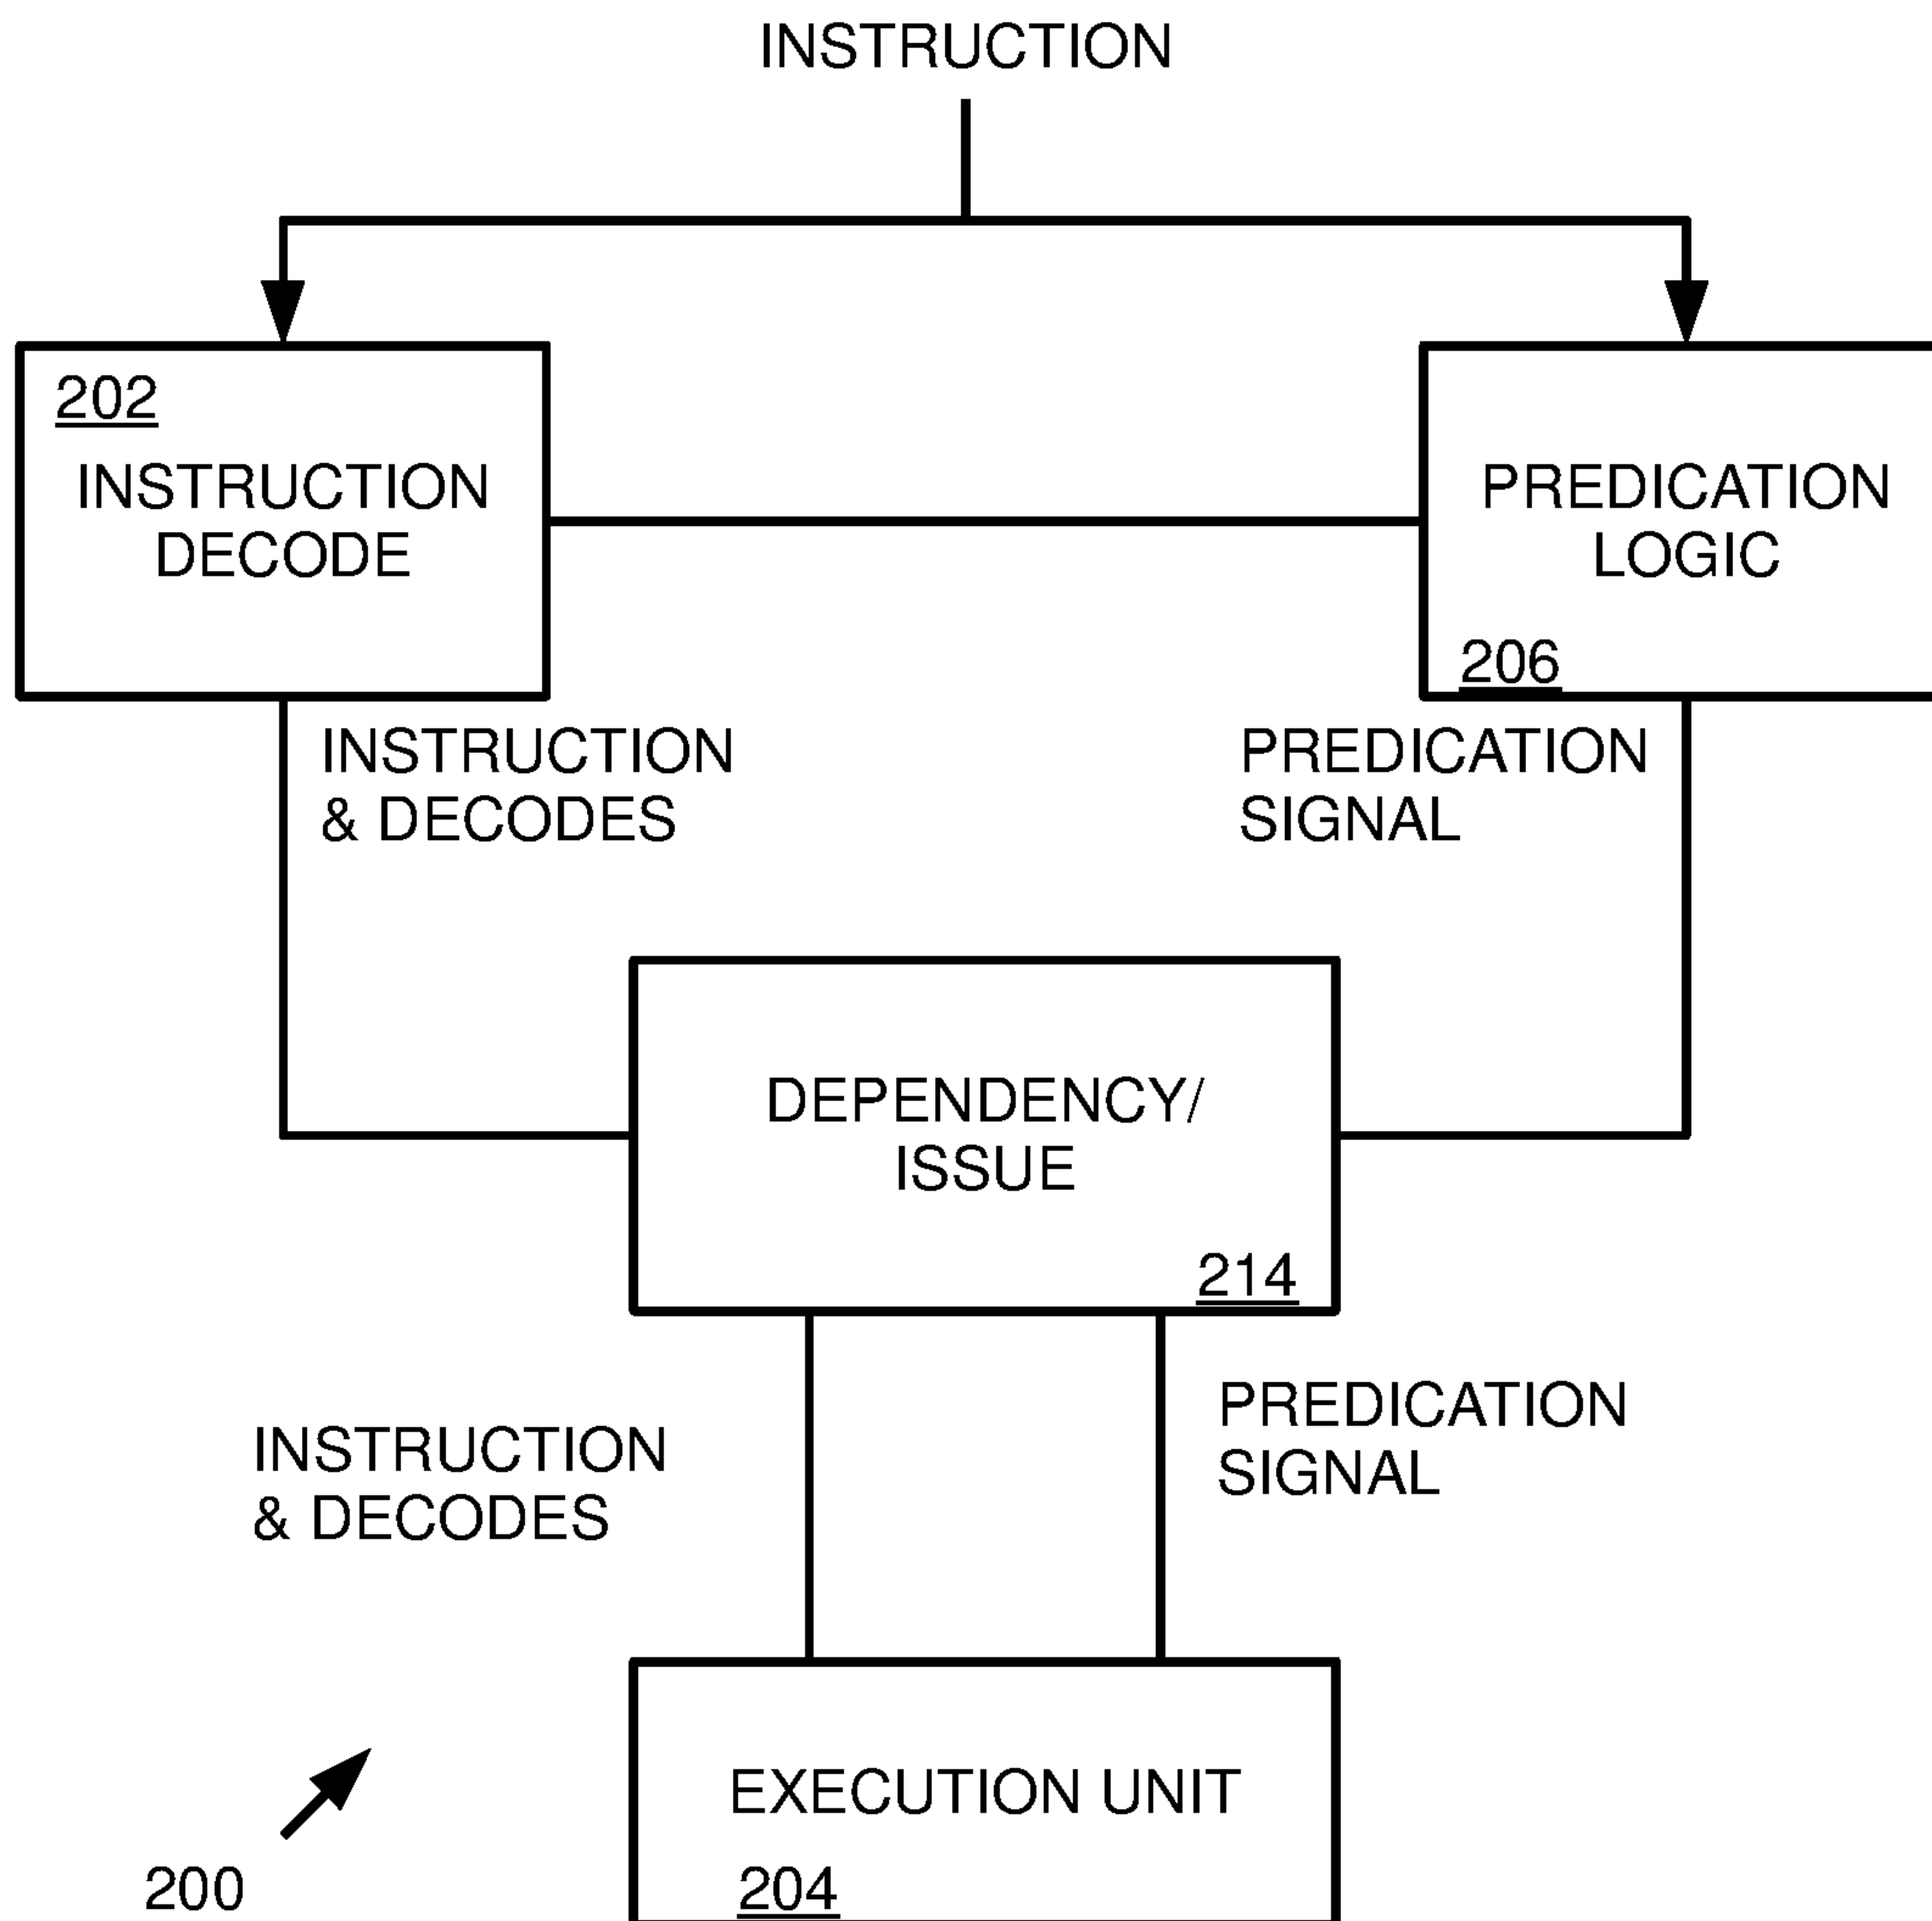 INSTRUCTION
202
INSTRUCTION
DECODE
PREDICATION
LOGIC
206
INSTRUCTION
& DECODES
PREDICATION
SIGNAL
DEPENDENCY/
ISSUE
214
INSTRUCTION
& DECODES
PREDICATION
SIGNAL
EXECUTION UNIT
204
200